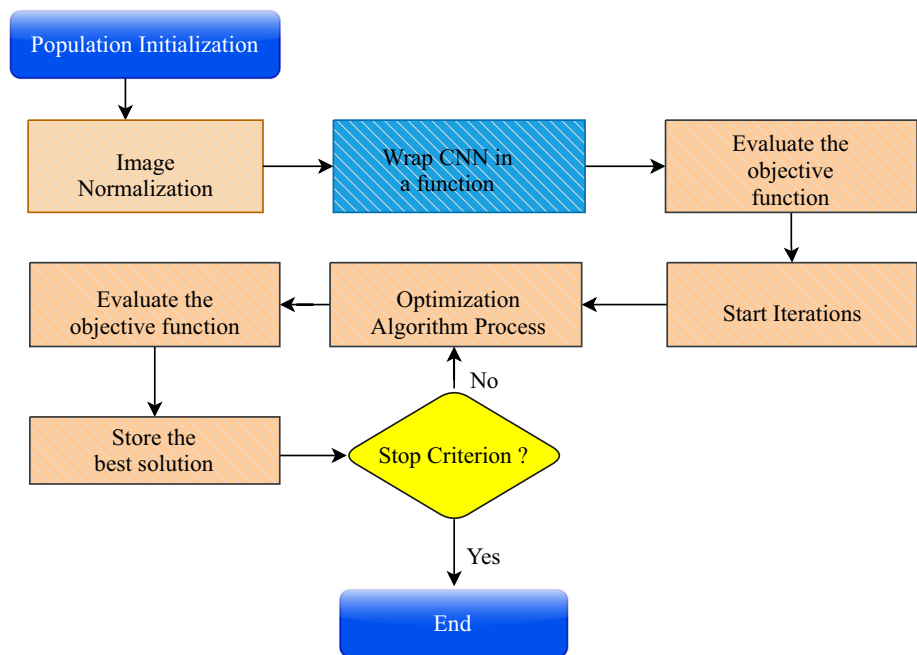 Population Initialization
Image
Normalization
Wrap CNN in
a function
Evaluate the
objective
function
Evaluate the
objective function
Optimization
Algorithm Process
Start Iterations
No
Store the
best solution
Stop Criterion ?
Yes
End